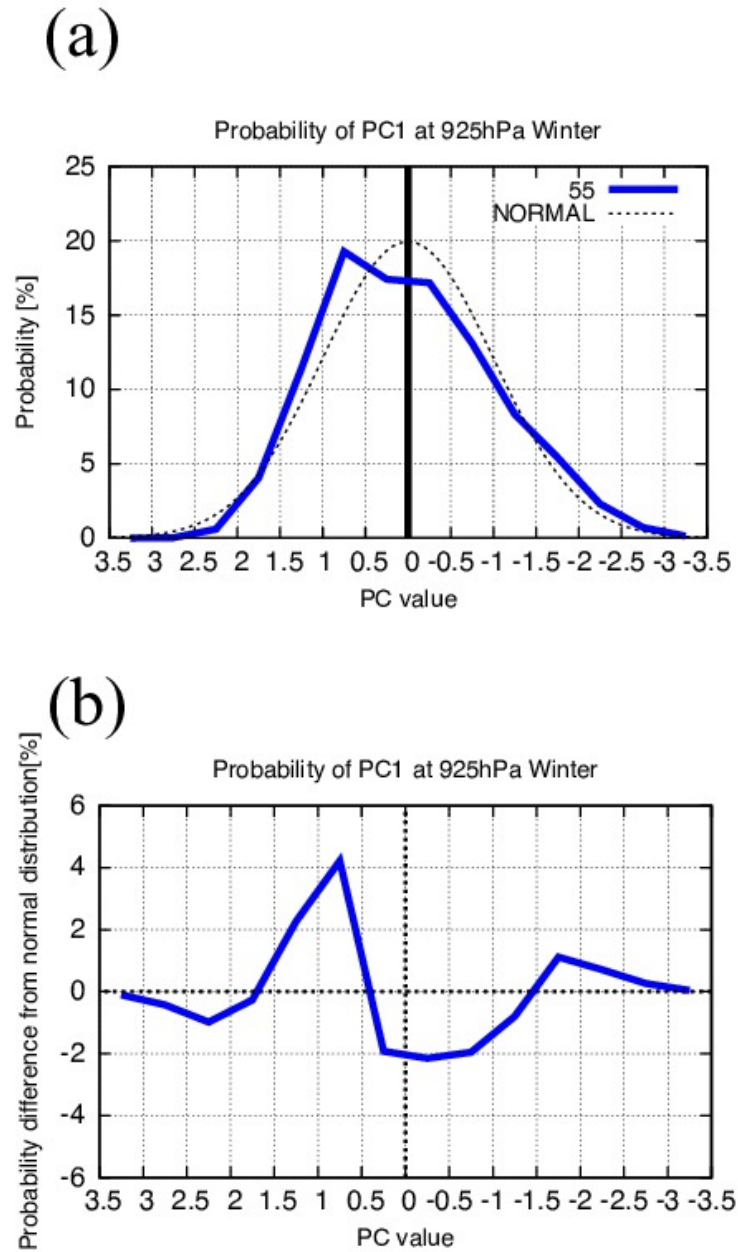 (a)
Probability of PC1 at 925hPa Winter
55
NORMAL
Probability [%]
25
20
15
10
5
0
3.5 3 2.5 2 1.5 1 0.5 0 -0.5 -1 -1.5 -2 -2.5 -3 -3.5
PC value
(b)
Probability of PC1 at 925hPa Winter
Probability difference from normal distribution[%]
6
4
2
0
-2
-4
-6
3.5 3 2.5 2 1.5 1 0.5 0 -0.5 -1 -1.5 -2 -2.5 -3 -3.5
PC value